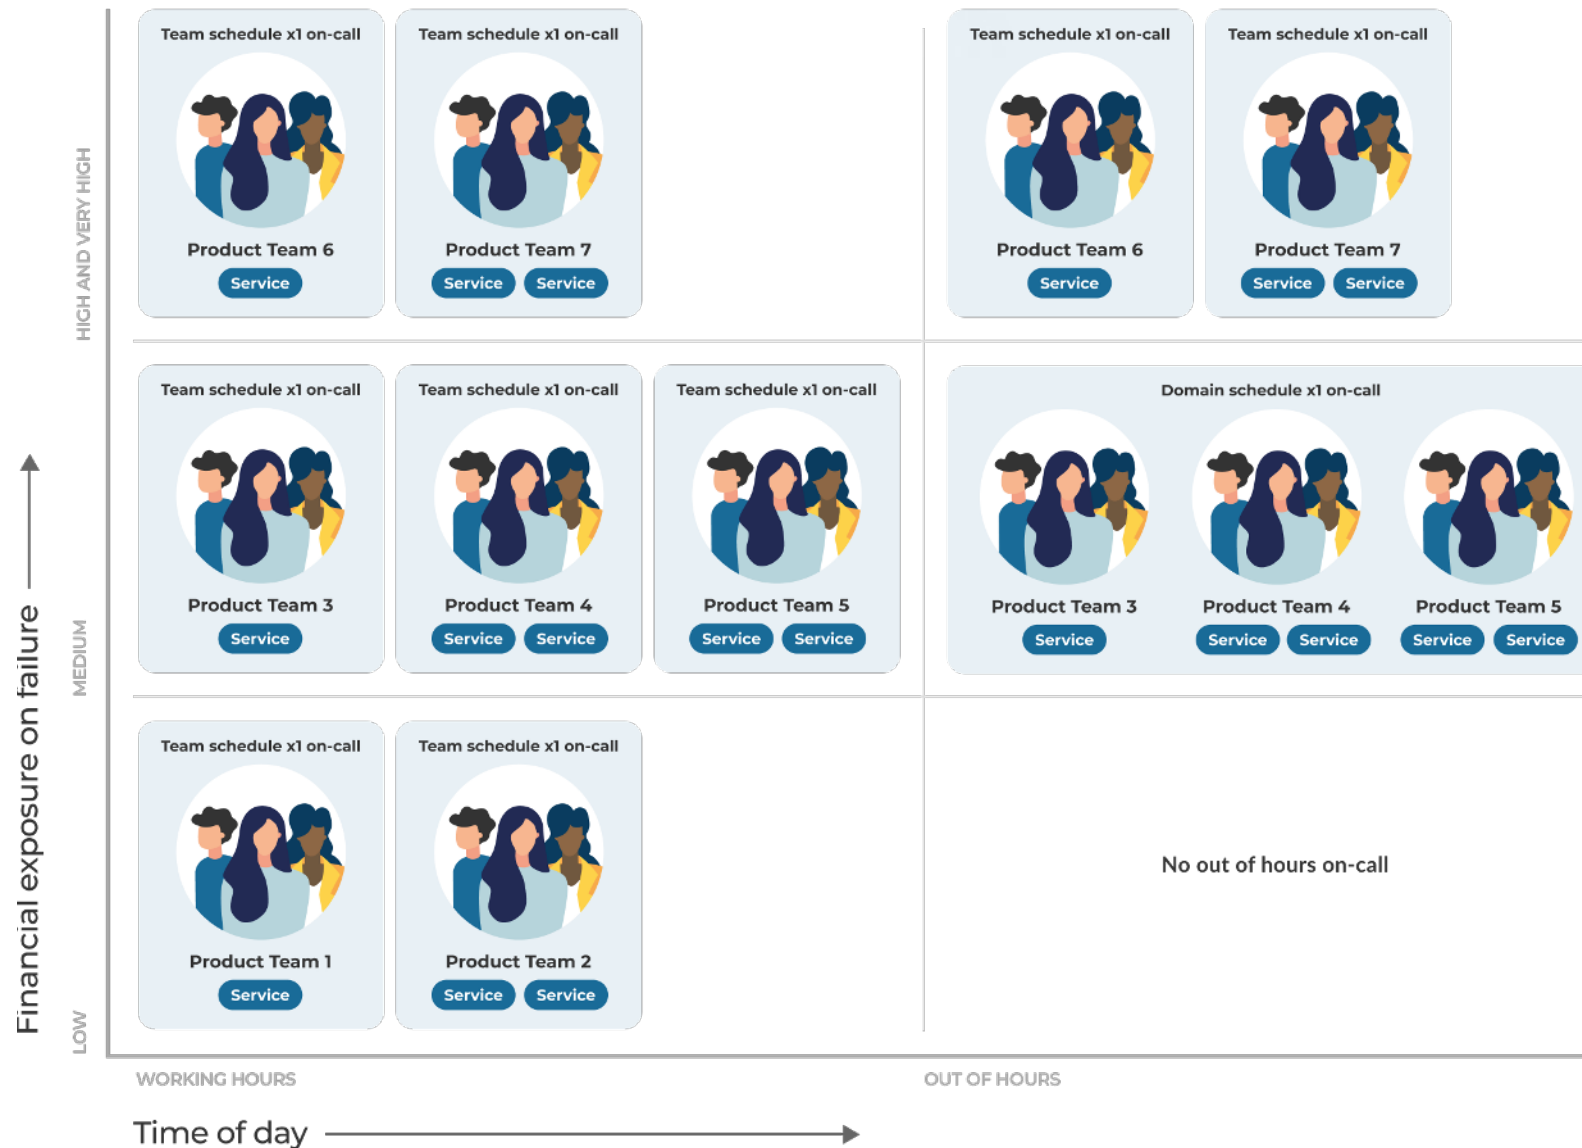 Team schedule x1 on-call
Team schedule x1 on-call
Team schedule x1 on-call
Team schedule x1 on-call
Product Team 6
Product Team 7
Product Team 6
Product Team 7
Service
Service Service
Service
Service Service
HIGH AND VERY HIGH
Team schedule x1 on-call
Team schedule x1 on-call
Team schedule x1 on-call
Domain schedule x1 on-call
Product Team 3
Product Team 4
Product Team 5
Product Team 3
Product Team 4
Product Team 5
Service
Service Service
Service Service
Service
Service Service
Service Service
MEDIUM
Financial exposure on failure
Team schedule x1 on-call
Team schedule x1 on-call
No out of hours on-call
Product Team 1
Product Team 2
Service
Service Service
LOW
WORKING HOURS
OUT OF HOURS
Time of day